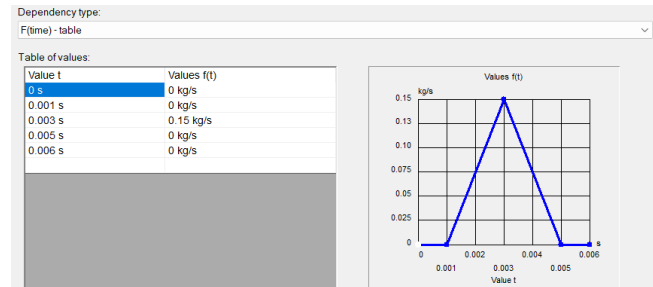 Dependency type:
F(time) - table
Table of values:
Value t Values f(t)
0 s 0 kg/s
0.001 s 0 kg/s
0.003 s 0.15 kg/s
0.005 s 0 kg/s
0.006 s 0 kg/s
Values f(t)
kg/s
0.15
0.13
0.10
0.075
0.05
0.025
0
s
0 0.002 0.004 0.006
0.001 0.003 0.005
Value t